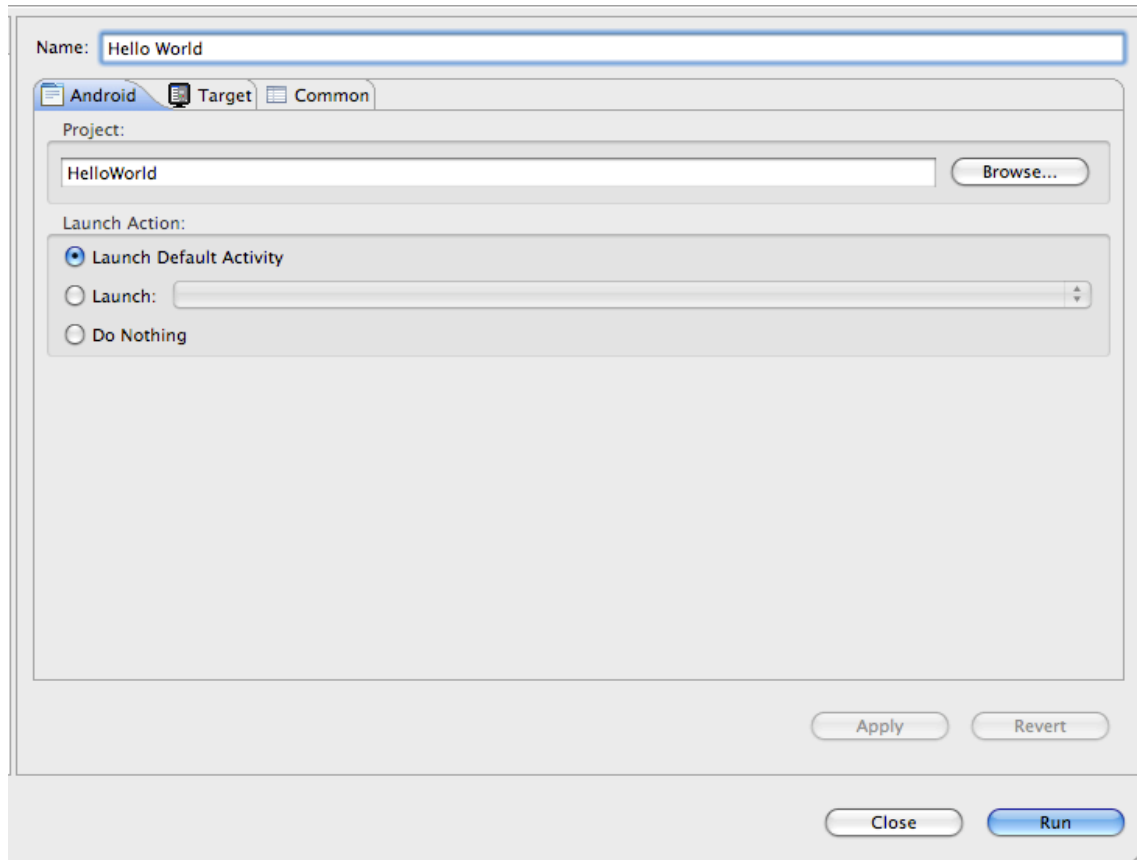 Name: Hello World
Android Target Common
Project:
HelloWorld Browse...
Launch Action:
Launch Default Activity
Launch:
Do Nothing
Apply Revert
Close Run